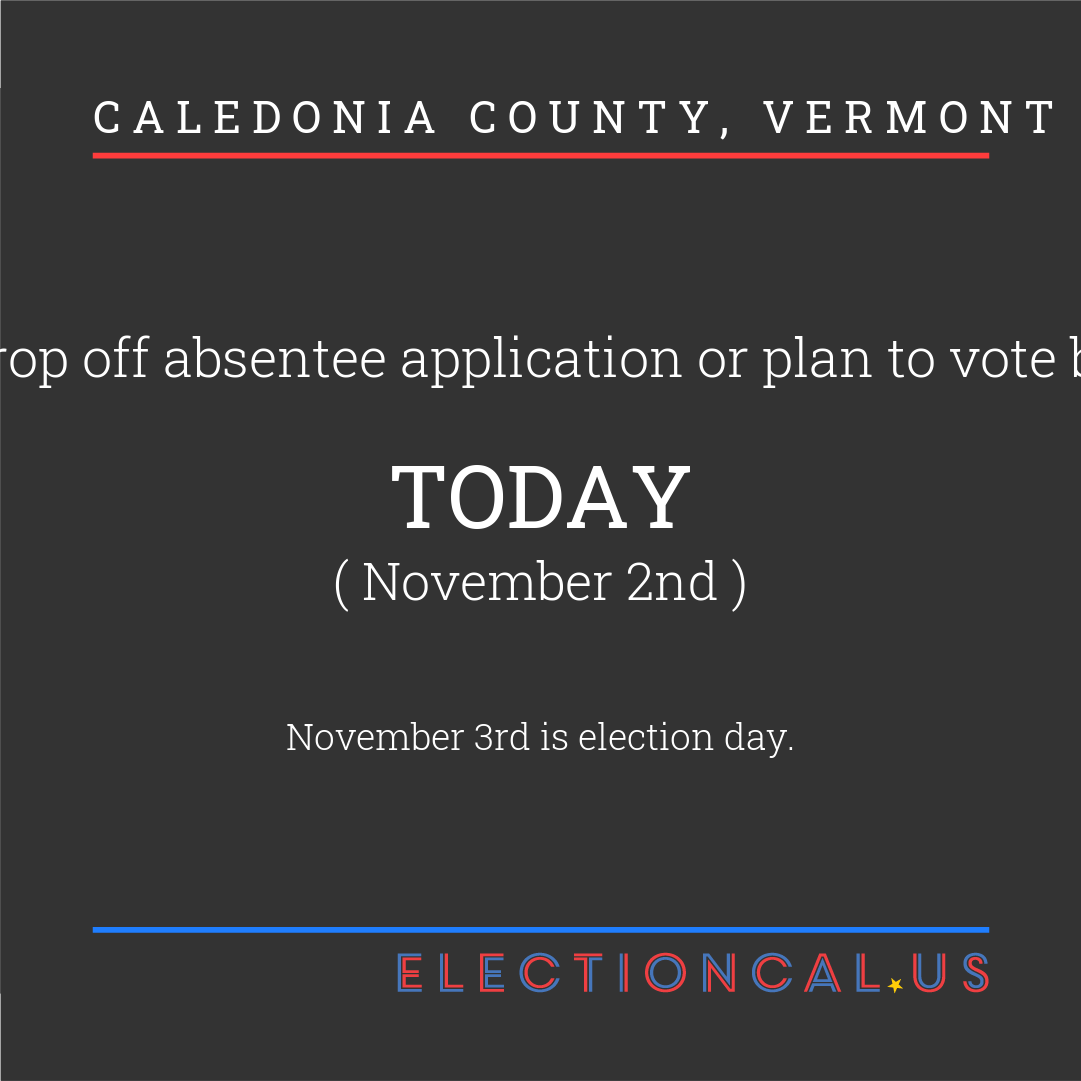 CALEDONIA COUNTY, VERMONT
rop off absentee application or plan to vote b
TODAY
( November 2nd )
November 3rd is election day.
ELECTIONCAL.US